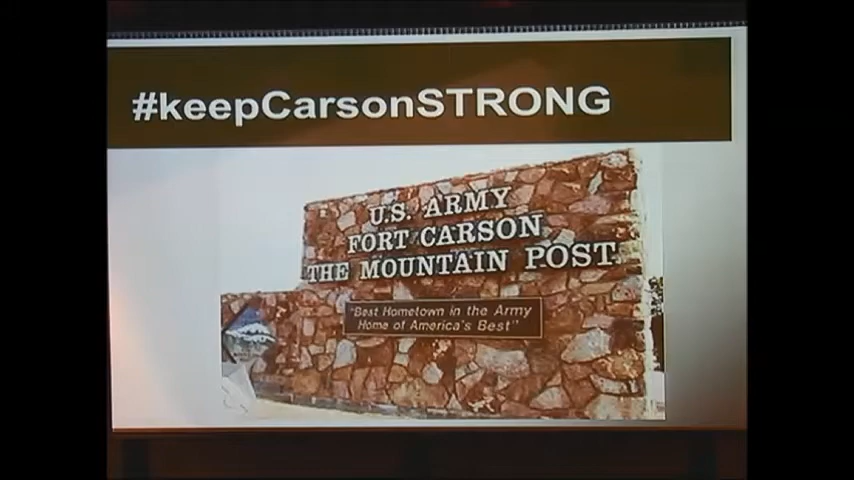 #keepCarsonSTRONG
U.S. ARMY
FORT CARSON
THE MOUNTAIN POST
"Best Hometown in the Army
Home of America's Best"